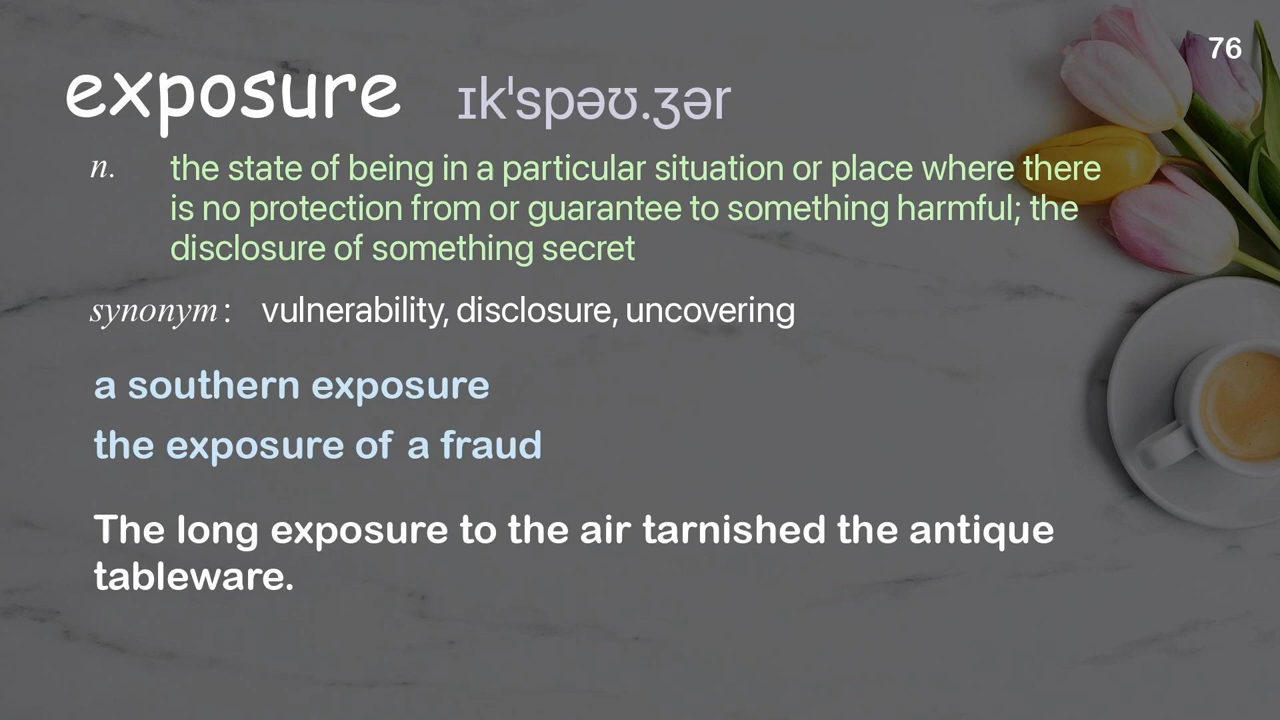 76
exposure ɪkˈspəʊ.ʒər
n. the state of being in a particular situation or place where there
is no protection from or guarantee to something harmful; the
disclosure of something secret
synonym: vulnerability, disclosure, uncovering
a southern exposure
the exposure of a fraud
The long exposure to the air tarnished the antique
tableware.